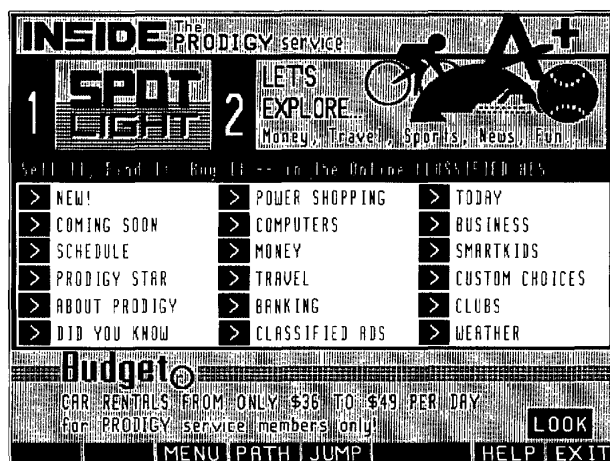 INSIDE The PRODIGY service
1 SPOT LIGHT
2 LET'S EXPLORE...
Money, Travel, Sports, News, Fun...
A+
Sell It, Find It, Buy It -- in the Online CLASSIFIED ADS
> NEW! > POWER SHOPPING > TODAY
> COMING SOON > COMPUTERS > BUSINESS
> SCHEDULE > MONEY > SMARTKIDS
> PRODIGY STAR > TRAVEL > CUSTOM CHOICES
> ABOUT PRODIGY > BANKING > CLUBS
> DID YOU KNOW > CLASSIFIED ADS > WEATHER
Budget
CAR RENTALS FROM ONLY $36 TO $49 PER DAY
for PRODIGY service members only!
LOOK
MENU PATH JUMP HELP EXIT